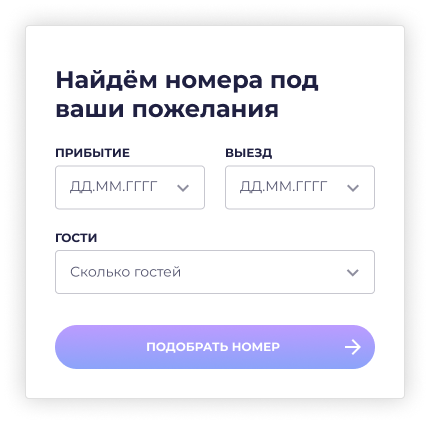 Найдём номера под
ваши пожелания
ПРИБЫТИЕ
ВЫЕЗД
ДД.ММ.ГГГГ
ДД.ММ.ГГГГ
ГОСТИ
Сколько гостей
ПОДОБРАТЬ НОМЕР